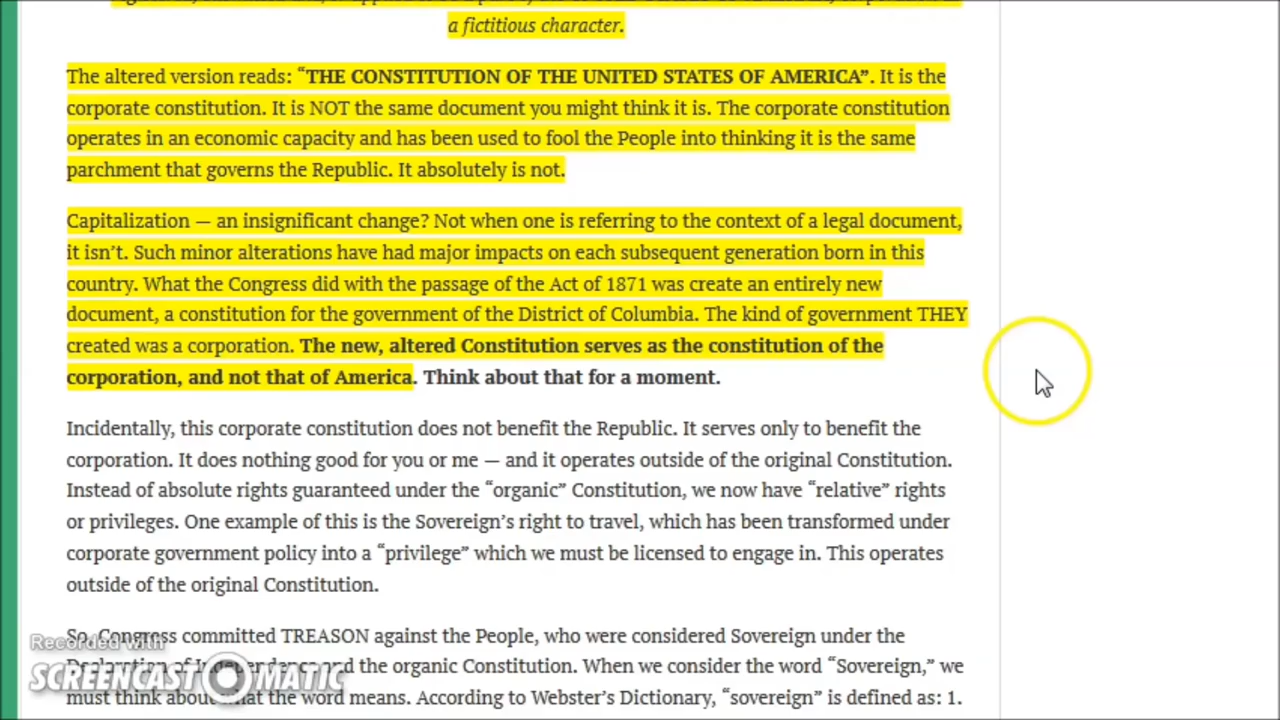 a fictitious character.
The altered version reads: “THE CONSTITUTION OF THE UNITED STATES OF AMERICA”. It is the
corporate constitution. It is NOT the same document you might think it is. The corporate constitution
operates in an economic capacity and has been used to fool the People into thinking it is the same
parchment that governs the Republic. It absolutely is not.
Capitalization — an insignificant change? Not when one is referring to the context of a legal document,
it isn’t. Such minor alterations have had major impacts on each subsequent generation born in this
country. What the Congress did with the passage of the Act of 1871 was create an entirely new
document, a constitution for the government of the District of Columbia. The kind of government THEY
created was a corporation. The new, altered Constitution serves as the constitution of the
corporation, and not that of America. Think about that for a moment.
Incidentally, this corporate constitution does not benefit the Republic. It serves only to benefit the
corporation. It does nothing good for you or me — and it operates outside of the original Constitution.
Instead of absolute rights guaranteed under the “organic” Constitution, we now have “relative” rights
or privileges. One example of this is the Sovereign’s right to travel, which has been transformed under
corporate government policy into a “privilege” which we must be licensed to engage in. This operates
outside of the original Constitution.
So, Congress committed TREASON against the People, who were considered Sovereign under the
Declaration of Independence and the organic Constitution. When we consider the word “Sovereign,” we
must think about what the word means. According to Webster’s Dictionary, “sovereign” is defined as: 1.
Recorded with
SCREENCAST MATIC